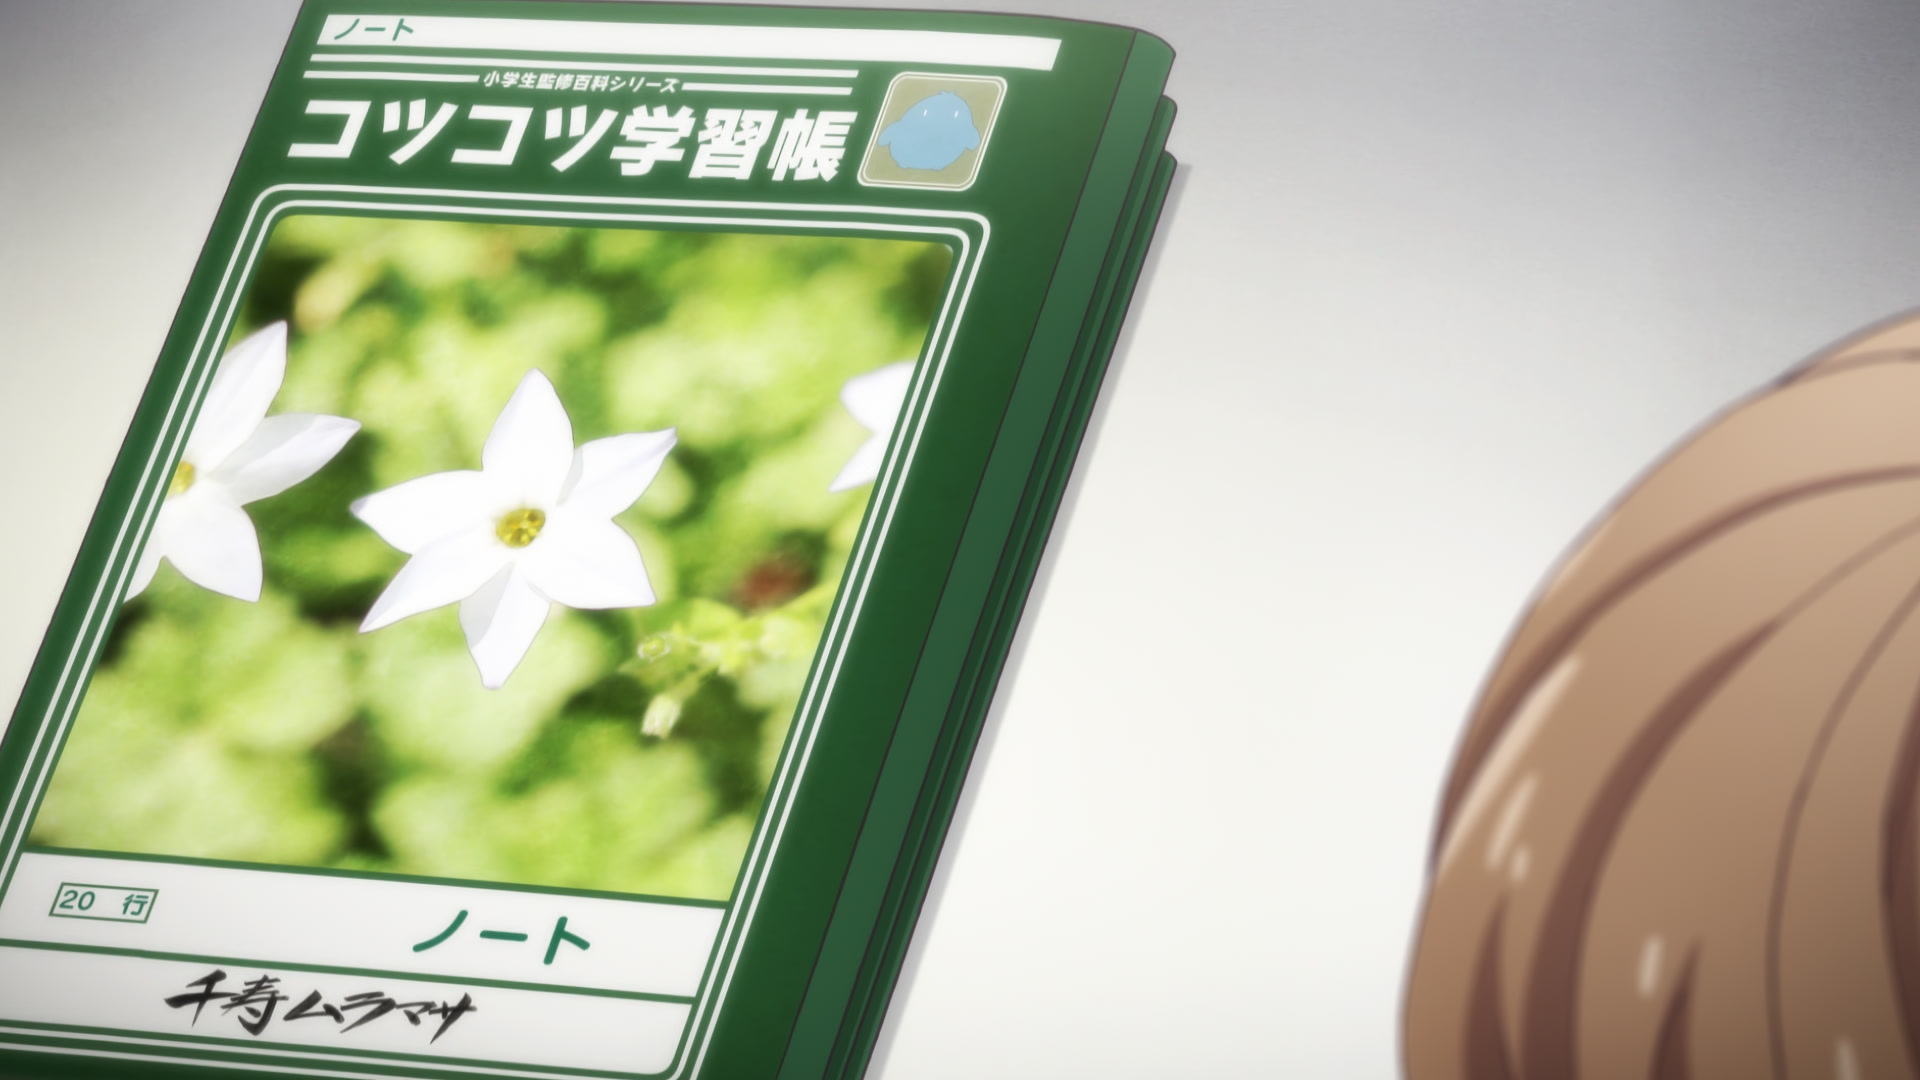 ノート
小学生監修百科シリーズ
コツコツ学習帳
20 行
ノート
千寿ムラマサ